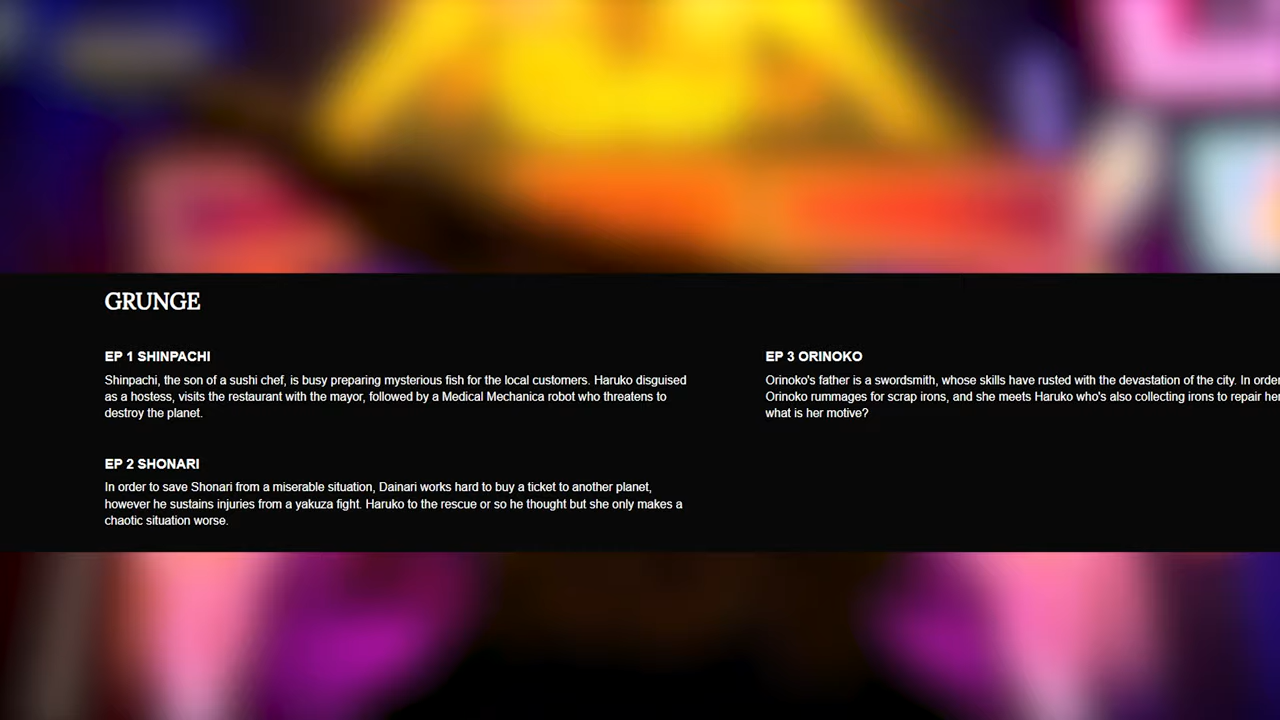 GRUNGE
EP 1 SHINPACHI
Shinpachi, the son of a sushi chef, is busy preparing mysterious fish for the local customers. Haruko disguised
as a hostess, visits the restaurant with the mayor, followed by a Medical Mechanica robot who threatens to
destroy the planet.
EP 2 SHONARI
In order to save Shonari from a miserable situation, Dainari works hard to buy a ticket to another planet,
however he sustains injuries from a yakuza fight. Haruko to the rescue or so he thought but she only makes a
chaotic situation worse.
EP 3 ORINOKO
Orinoko's father is a swordsmith, whose skills have rusted with the devastation of the city. In order
Orinoko rummages for scrap irons, and she meets Haruko who's also collecting irons to repair
what is her motive?